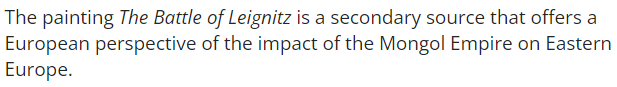 The painting The Battle of Leignitz is a secondary source that offers a
European perspective of the impact of the Mongol Empire on Eastern
Europe.